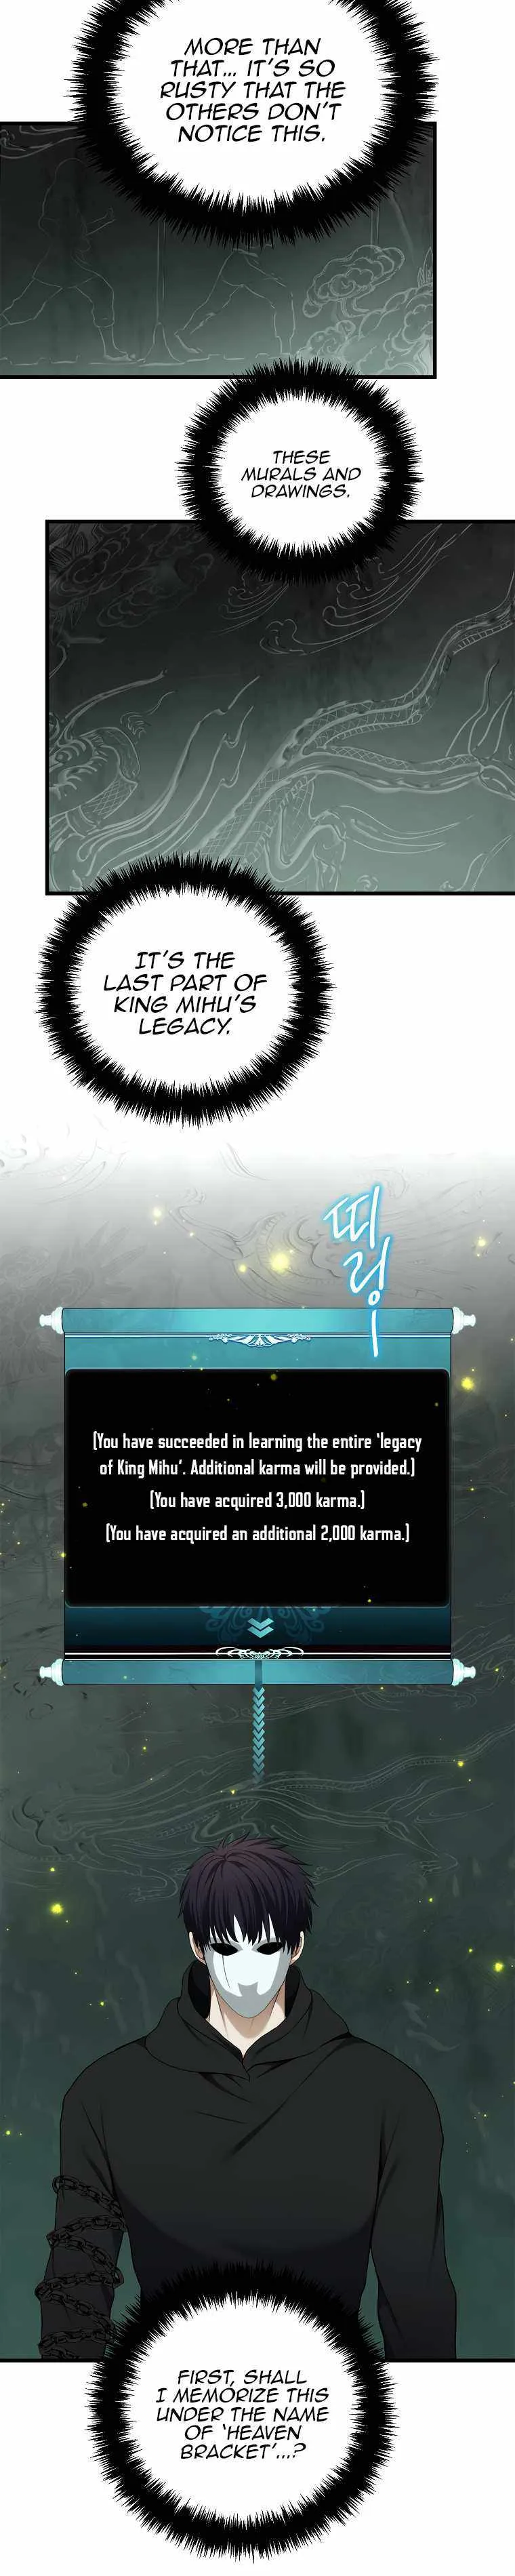 MORE THAN
THAT... IT'S SO
RUSTY THAT THE
OTHERS DON'T
NOTICE THIS.
THESE
MURALS AND
DRAWINGS.
IT'S THE
LAST PART OF
KING MIHU'S
LEGACY.
띠
링
[You have succeeded in learning the entire 'legacy
of King Mihu'. Additional karma will be provided.]
[You have acquired 3,000 karma.]
[You have acquired an additional 2,000 karma.]
FIRST, SHALL
I MEMORIZE THIS
UNDER THE NAME
OF 'HEAVEN
BRACKET'...?